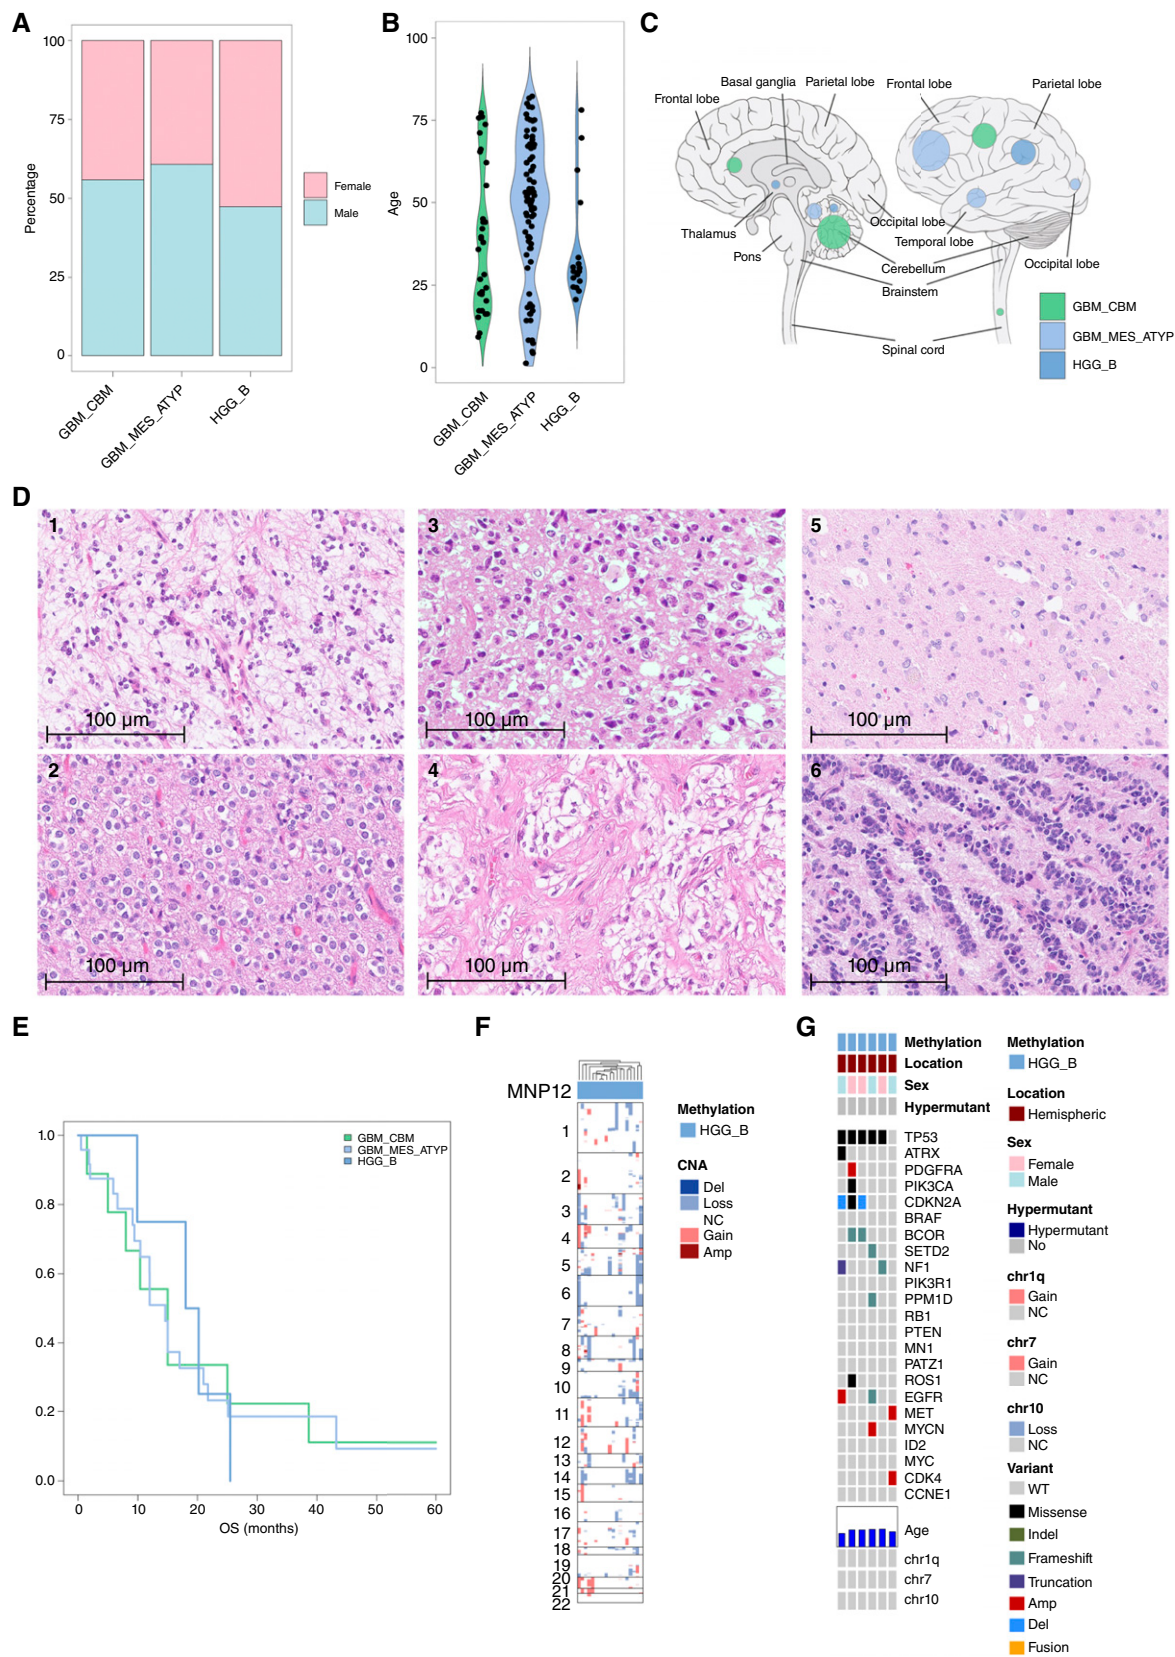 A
Percentage
100
75
50
25
0
GBM_CBM
GBM_MES_ATYP
HGG_B
Female
Male
B
Age
100
75
50
25
0
GBM_CBM
GBM_MES_ATYP
HGG_B
C
Basal ganglia
Parietal lobe
Frontal lobe
Frontal lobe
Parietal lobe
Thalamus
Pons
Occipital lobe
Temporal lobe
Cerebellum
Brainstem
Occipital lobe
Spinal cord
GBM_CBM
GBM_MES_ATYP
HGG_B
D
1
100 µm
3
100 µm
5
100 µm
2
100 µm
4
100 µm
6
100 µm
E
1.0
0.8
0.6
0.4
0.2
0.0
0
10
20
30
40
50
60
OS (months)
GBM_CBM
GBM_MES_ATYP
HGG_B
F
MNP12
1
2
3
4
5
6
7
8
9
10
11
12
13
14
15
16
17
18
19
20
21
22
Methylation
HGG_B
CNA
Del
Loss
NC
Gain
Amp
G
Methylation
Location
Sex
Hypermutant
TP53
ATRX
PDGFRA
PIK3CA
CDKN2A
BRAF
BCOR
SETD2
NF1
PIK3R1
PPM1D
RB1
PTEN
MN1
PATZ1
ROS1
EGFR
MET
MYCN
ID2
MYC
CDK4
CCNE1
Age
chr1q
chr7
chr10
Methylation
HGG_B
Location
Hemispheric
Sex
Female
Male
Hypermutant
Hypermutant
No
chr1q
Gain
NC
chr7
Gain
NC
chr10
Loss
NC
Variant
WT
Missense
Indel
Frameshift
Truncation
Amp
Del
Fusion